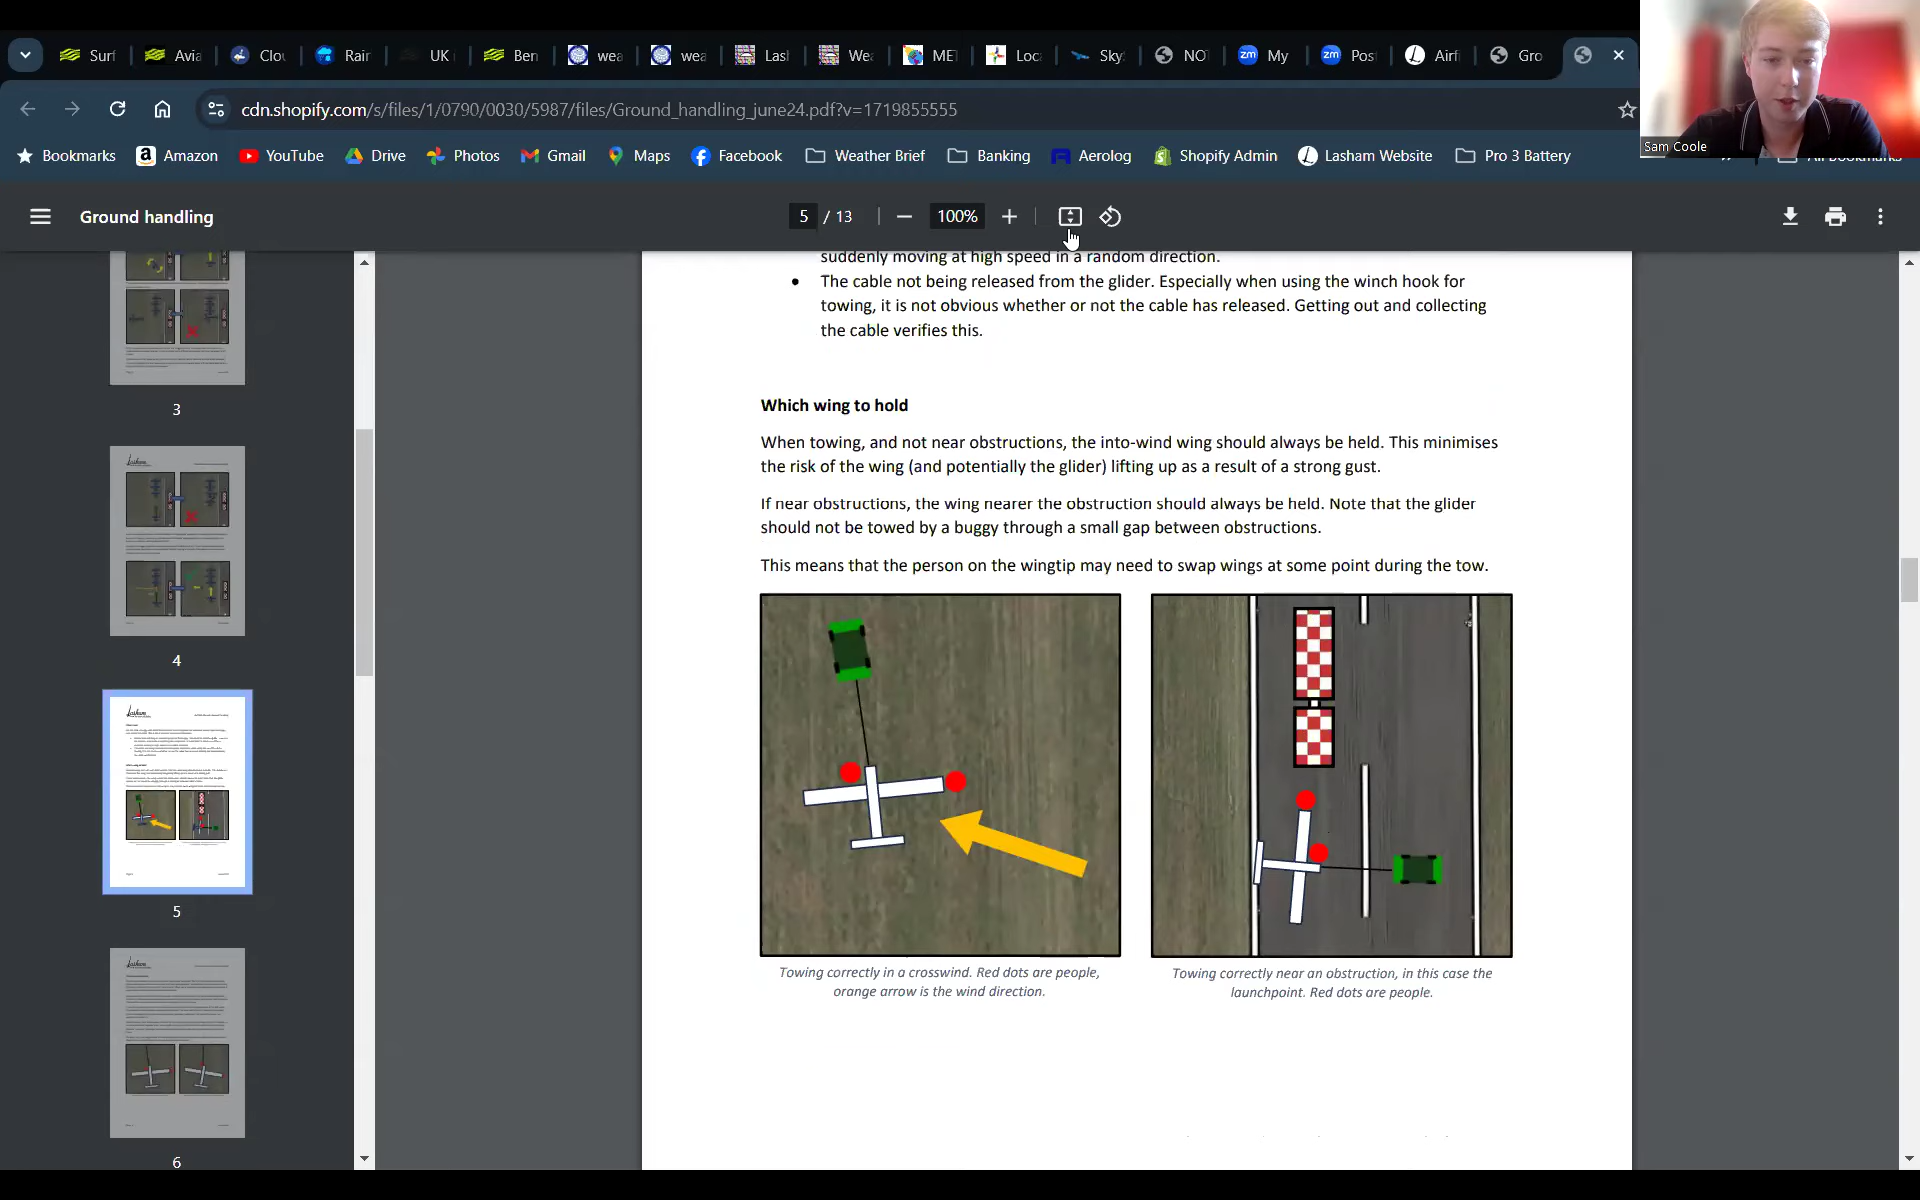 Surf
Avia
Clo
Rair
UK
Ben
wea
wea
Lasl
We
ME
Loc
Sky
NO
zm
My
zm
Pos
Airf
Gro
cdn.shopify.com/s/files/1/0790/0030/5987/files/Ground_handling_june24.pdf?v=1719855555
Sam Coole
Bookmarks
Amazon
YouTube
Drive
Photos
Gmail
Maps
Facebook
Weather Brief
Banking
Aerolog
Shopify Admin
Lasham Website
Pro 3 Battery
Ground handling
5 / 13
100%
3
4
5
6
suddenly moving at high speed in a random direction.
• The cable not being released from the glider. Especially when using the winch hook for
towing, it is not obvious whether or not the cable has released. Getting out and collecting
the cable verifies this.
Which wing to hold
When towing, and not near obstructions, the into-wind wing should always be held. This minimises
the risk of the wing (and potentially the glider) lifting up as a result of a strong gust.
If near obstructions, the wing nearer the obstruction should always be held. Note that the glider
should not be towed by a buggy through a small gap between obstructions.
This means that the person on the wingtip may need to swap wings at some point during the tow.
Towing correctly in a crosswind. Red dots are people,
orange arrow is the wind direction.
Towing correctly near an obstruction, in this case the
launchpoint. Red dots are people.